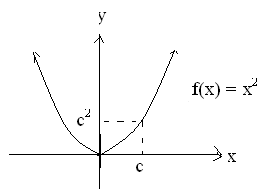 y
f(x) = x²
c²
x
c